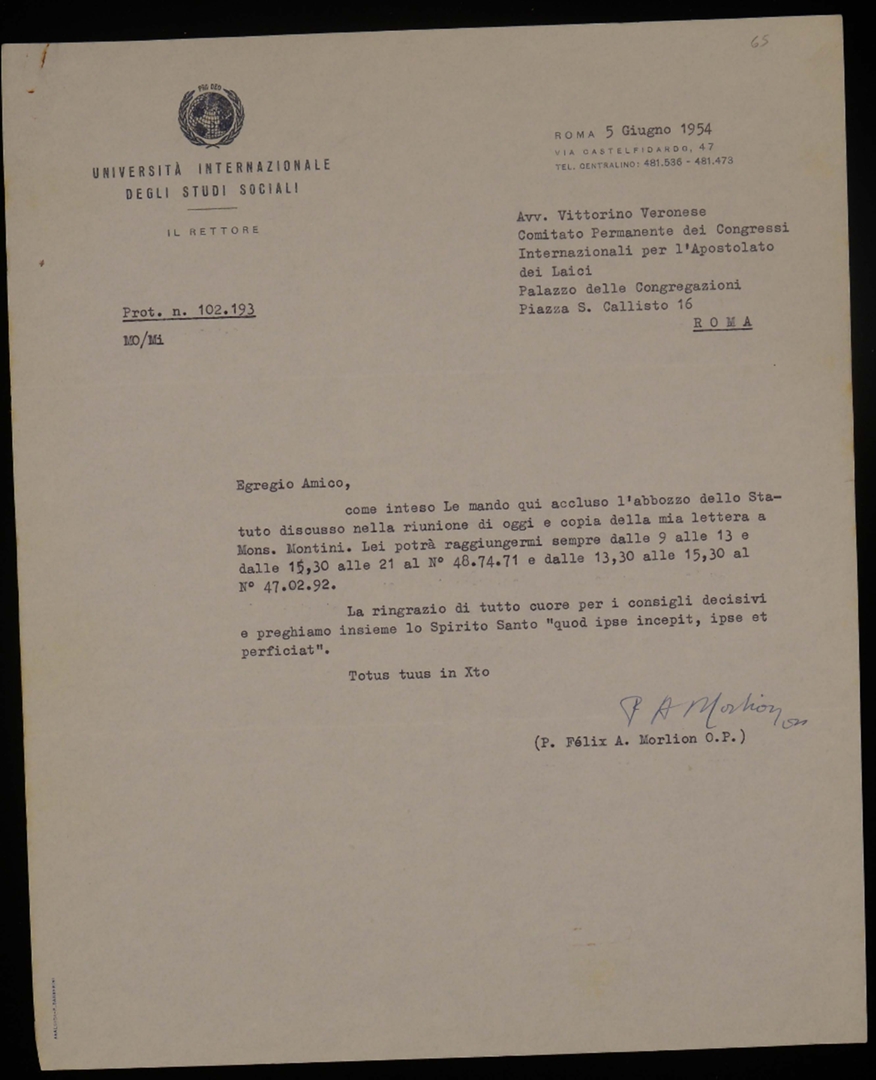 65
PRO DEO
UNIVERSITÀ INTERNAZIONALE
DEGLI STUDI SOCIALI
IL RETTORE
ROMA 5 Giugno 1954
VIA CASTELFIDARDO, 47
TEL. CENTRALINO: 481.536 - 481.473
Avv. Vittorino Veronese
Comitato Permanente dei Congressi
Internazionali per l'Apostolato
dei Laici
Palazzo delle Congregazioni
Piazza S. Callisto 16
R O M A
Prot. n. 102.193
MO/Mi
Egregio Amico,
come inteso Le mando qui accluso l'abbozzo dello Sta-
tuto discusso nella riunione di oggi e copia della mia lettera a
Mons. Montini. Lei potrà raggiungermi sempre dalle 9 alle 13 e
dalle 15,30 alle 21 al N° 48.74.71 e dalle 13,30 alle 15,30 al
N° 47.02.92.
La ringrazio di tutto cuore per i consigli decisivi
e preghiamo insieme lo Spirito Santo "quod ipse incepit, ipse et
perficiat".
Totus tuus in Xto
P A Morlion
(P. Félix A. Morlion O.P.)